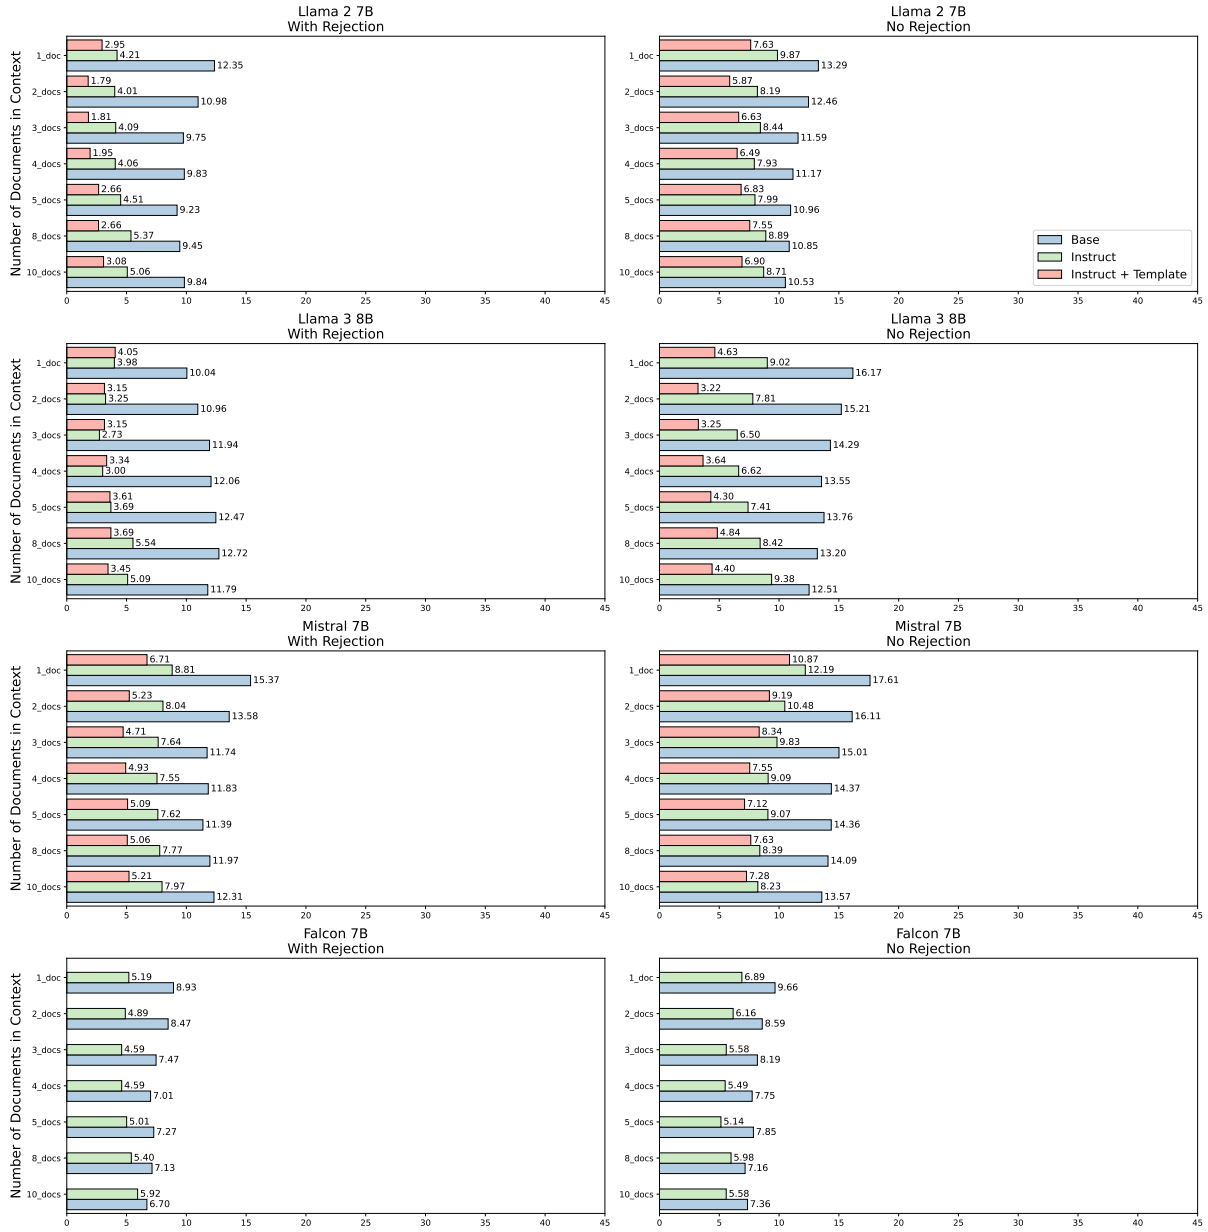 Llama 2 7B
With Rejection
Number of Documents in Context
1_doc
2.95
4.21
12.35
2_docs
1.79
4.01
10.98
3_docs
1.81
4.09
9.75
4_docs
1.95
4.06
9.83
5_docs
2.66
4.51
9.23
8_docs
2.66
5.37
9.45
10_docs
3.08
5.06
9.84
0 5 10 15 20 25 30 35 40 45
Llama 2 7B
No Rejection
1_doc
7.63
9.87
13.29
2_docs
5.87
8.19
12.46
3_docs
6.63
8.44
11.59
4_docs
6.49
7.93
11.17
5_docs
6.83
7.99
10.96
8_docs
7.55
8.89
10.85
10_docs
6.90
8.71
10.53
Base
Instruct
Instruct + Template
0 5 10 15 20 25 30 35 40 45
Llama 3 8B
With Rejection
Number of Documents in Context
1_doc
4.05
3.98
10.04
2_docs
3.15
3.25
10.96
3_docs
3.15
2.73
11.94
4_docs
3.34
3.00
12.06
5_docs
3.61
3.69
12.47
8_docs
3.69
5.54
12.72
10_docs
3.45
5.09
11.79
0 5 10 15 20 25 30 35 40 45
Llama 3 8B
No Rejection
1_doc
4.63
9.02
16.17
2_docs
3.22
7.81
15.21
3_docs
3.25
6.50
14.29
4_docs
3.64
6.62
13.55
5_docs
4.30
7.41
13.76
8_docs
4.84
8.42
13.20
10_docs
4.40
9.38
12.51
0 5 10 15 20 25 30 35 40 45
Mistral 7B
With Rejection
Number of Documents in Context
1_doc
6.71
8.81
15.37
2_docs
5.23
8.04
13.58
3_docs
4.71
7.64
11.74
4_docs
4.93
7.55
11.83
5_docs
5.09
7.62
11.39
8_docs
5.06
7.77
11.97
10_docs
5.21
7.97
12.31
0 5 10 15 20 25 30 35 40 45
Mistral 7B
No Rejection
1_doc
10.87
12.19
17.61
2_docs
9.19
10.48
16.11
3_docs
8.34
9.83
15.01
4_docs
7.55
9.09
14.37
5_docs
7.12
9.07
14.36
8_docs
7.63
8.39
14.09
10_docs
7.28
8.23
13.57
0 5 10 15 20 25 30 35 40 45
Falcon 7B
With Rejection
Number of Documents in Context
1_doc
5.19
8.93
2_docs
4.89
8.47
3_docs
4.59
7.47
4_docs
4.59
7.01
5_docs
5.01
7.27
8_docs
5.40
7.13
10_docs
5.92
6.70
0 5 10 15 20 25 30 35 40 45
Falcon 7B
No Rejection
1_doc
6.89
9.66
2_docs
6.16
8.59
3_docs
5.58
8.19
4_docs
5.49
7.75
5_docs
5.14
7.85
8_docs
5.98
7.16
10_docs
5.58
7.36
0 5 10 15 20 25 30 35 40 45